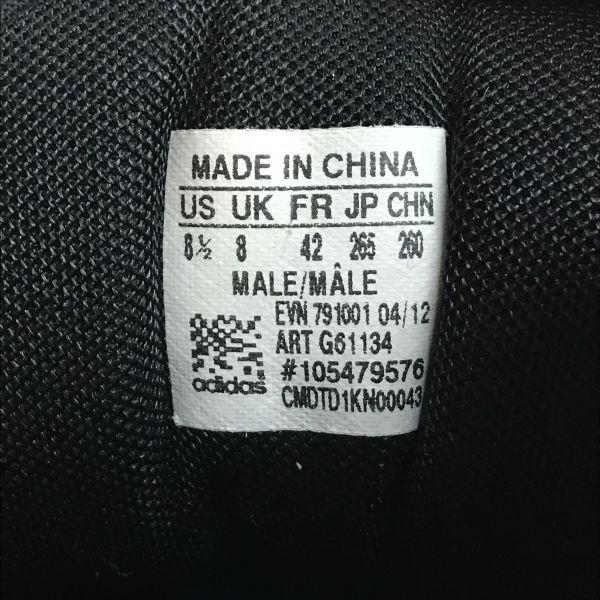 MADE IN CHINA
US UK FR JP CHN
8½ 8 42 265 260
MALE/MÂLE
EVN 791001 04/12
ART G61134
#105479576
adidas
CMDTD1KN00043